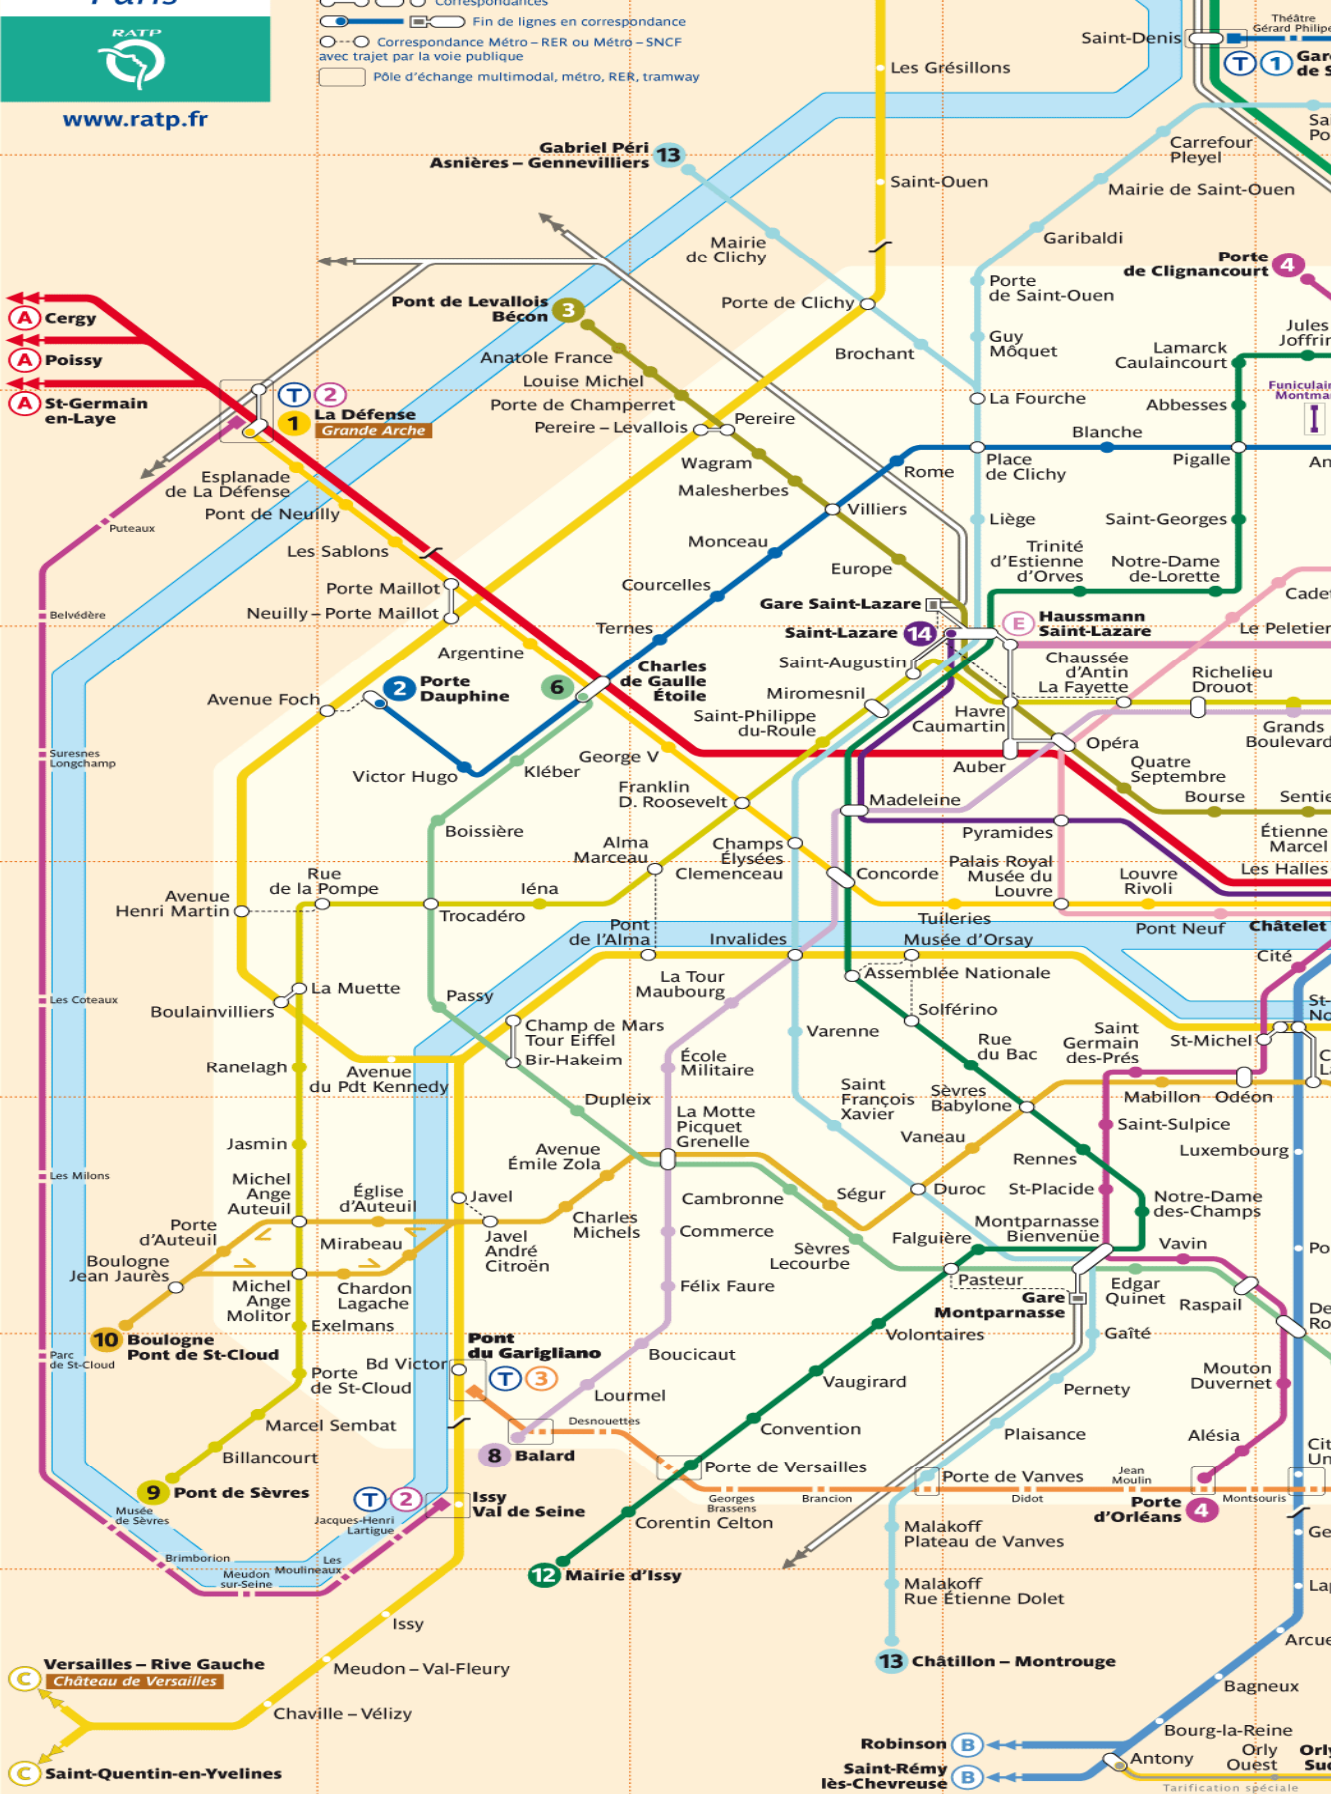 Paris
RATP
www.ratp.fr
Correspondances
Fin de lignes en correspondance
Correspondance Métro – RER ou Métro – SNCF
avec trajet par la voie publique
Pôle d'échange multimodal, métro, RER, tramway
Les Grésillons
Saint-Denis
Théâtre
Gérard Philipe
T 1
Carrefour
Pleyel
Gabriel Péri
Asnières – Gennevilliers
13
Saint-Ouen
Mairie de Saint-Ouen
Mairie
de Clichy
Garibaldi
Porte
de Clignancourt
4
Porte
de Saint-Ouen
Pont de Levallois
Bécon
3
Porte de Clichy
A Cergy
A Poissy
A St-Germain
en-Laye
Anatole France
Louise Michel
Porte de Champerret
Pereire – Levallois
Pereire
Brochant
Guy
Môquet
Lamarck
Caulaincourt
Jules
La Fourche
Abbesses
T 2
1 La Défense
Grande Arche
Blanche
Wagram
Malesherbes
Rome
Place
de Clichy
Pigalle
Esplanade
de La Défense
Pont de Neuilly
Villiers
Liège
Saint-Georges
Puteaux
Les Sablons
Monceau
Europe
Trinité
d'Estienne
d'Orves
Notre-Dame
de-Lorette
Porte Maillot
Neuilly – Porte Maillot
Courcelles
Gare Saint-Lazare
Belvédère
Ternes
Saint-Lazare 14
E Haussmann
Saint-Lazare
Le Peletier
Argentine
Saint-Augustin
Chaussée
d'Antin
La Fayette
Richelieu
Drouot
2 Porte
Dauphine
6
Charles
de Gaulle
Étoile
Avenue Foch
Miromesnil
Saint-Philippe
du-Roule
Havre
Caumartin
Grands
Suresnes
Longchamp
Victor Hugo
Kléber
George V
Auber
Opéra
Quatre
Septembre
Franklin
D. Roosevelt
Madeleine
Bourse
Boissière
Pyramides
Étienne
Marcel
Alma
Marceau
Champs
Élysées
Clemenceau
Concorde
Palais Royal
Musée du
Louvre
Louvre
Rivoli
Les Halles
Avenue
Henri Martin
Rue
de la Pompe
Iéna
Trocadéro
Tuileries
Pont Neuf
Châtelet
Pont
de l'Alma
Invalides
Musée d'Orsay
Cité
Assemblée Nationale
Les Coteaux
La Muette
Boulainvilliers
Passy
La Tour
Maubourg
Solférino
Champ de Mars
Tour Eiffel
Bir-Hakeim
Varenne
Rue
du Bac
Saint
Germain
des-Prés
St-Michel
Ranelagh
Avenue
du Pdt Kennedy
École
Militaire
Dupleix
Saint
François
Xavier
Sèvres
Babylone
Mabillon
Odéon
La Motte
Picquet
Grenelle
Saint-Sulpice
Jasmin
Avenue
Émile Zola
Vaneau
Rennes
Luxembourg
Les Milons
Michel
Ange
Auteuil
Église
d'Auteuil
Javel
Cambronne
Ségur
Duroc
St-Placide
Notre-Dame
des-Champs
Porte
d'Auteuil
Mirabeau
Javel
André
Citroën
Charles
Michels
Commerce
Montparnasse
Bienvenüe
Falguière
Vavin
Boulogne
Jean Jaurès
Sèvres
Lecourbe
Pasteur
Michel
Ange
Molitor
Chardon
Lagache
Félix Faure
Gare
Montparnasse
Edgar
Quinet
Raspail
10 Boulogne
Pont de St-Cloud
Exelmans
Volontaires
Gaîté
Parc
de St-Cloud
Bd Victor
Pont
du Garigliano
T 3
Boucicaut
Porte
de St-Cloud
Vaugirard
Pernety
Mouton
Duvernet
Lourmel
Marcel Sembat
Desnouettes
Convention
Plaisance
Alésia
Billancourt
8 Balard
Porte de Versailles
Porte de Vanves
Jean
Moulin
9 Pont de Sèvres
T 2
Issy
Val de Seine
Georges
Brassens
Brancion
Didot
Porte
d'Orléans
4
Montsouris
Musée
de Sèvres
Jacques-Henri
Lartigue
Corentin Celton
Malakoff
Plateau de Vanves
Brimborion
Meudon
sur-Seine
Les
Moulineaux
12 Mairie d'Issy
Malakoff
Rue Étienne Dolet
Issy
13 Châtillon – Montrouge
C Versailles – Rive Gauche
Château de Versailles
Meudon – Val-Fleury
Bagneux
Chaville – Vélizy
Bourg-la-Reine
Robinson B
Antony
Orly
Ouest
C Saint-Quentin-en-Yvelines
Saint-Rémy
lès-Chevreuse
B
Tarification spéciale